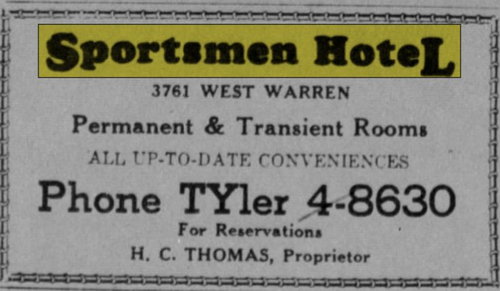 Sportsmen Hotel
3761 WEST WARREN
Permanent & Transient Rooms
ALL UP-TO-DATE CONVENIENCES
Phone TYler 4-8630
For Reservations
H. C. THOMAS, Proprietor